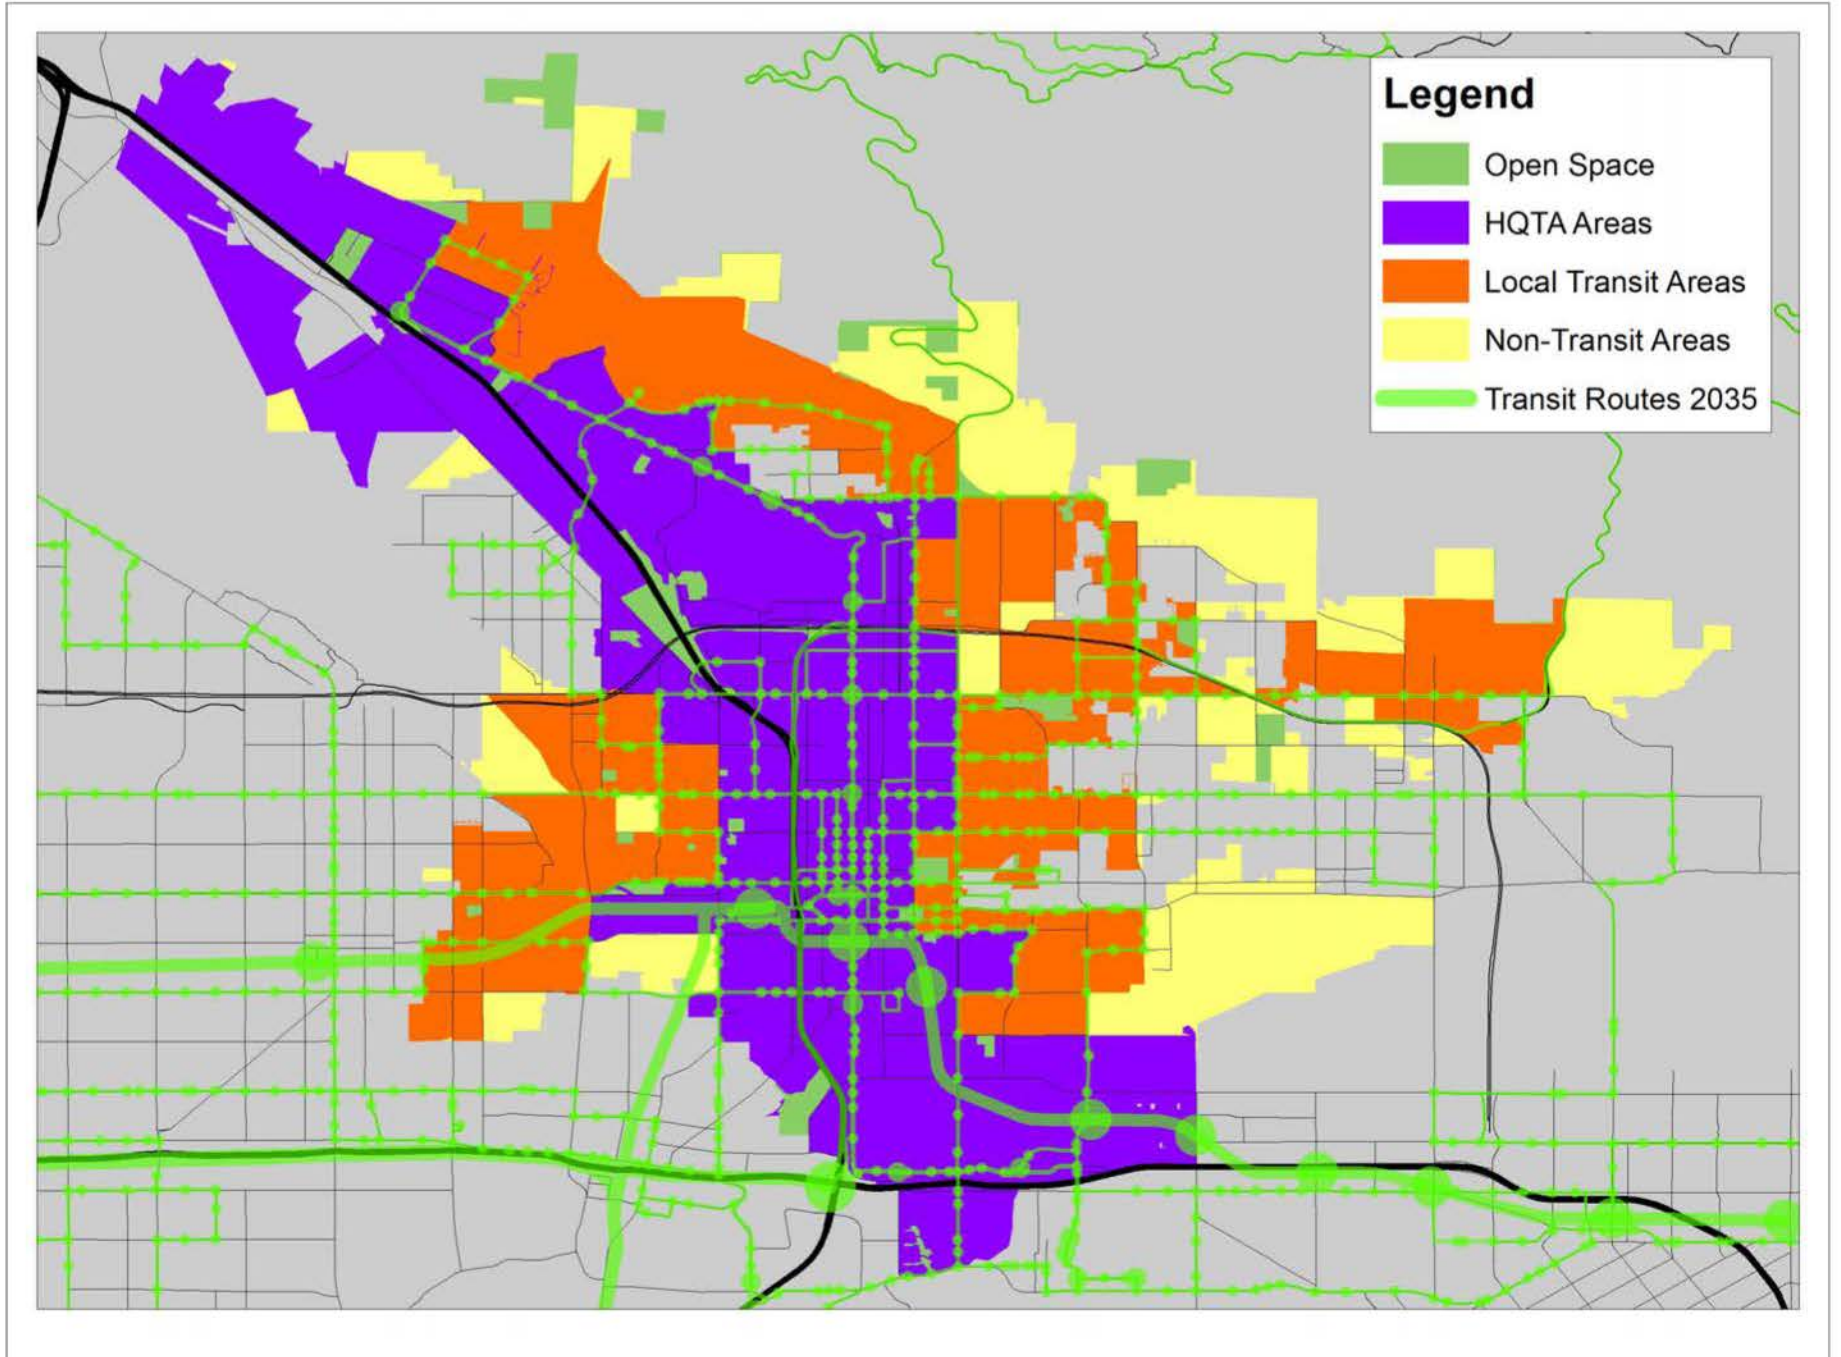 Legend
Open Space
HQTA Areas
Local Transit Areas
Non-Transit Areas
Transit Routes 2035